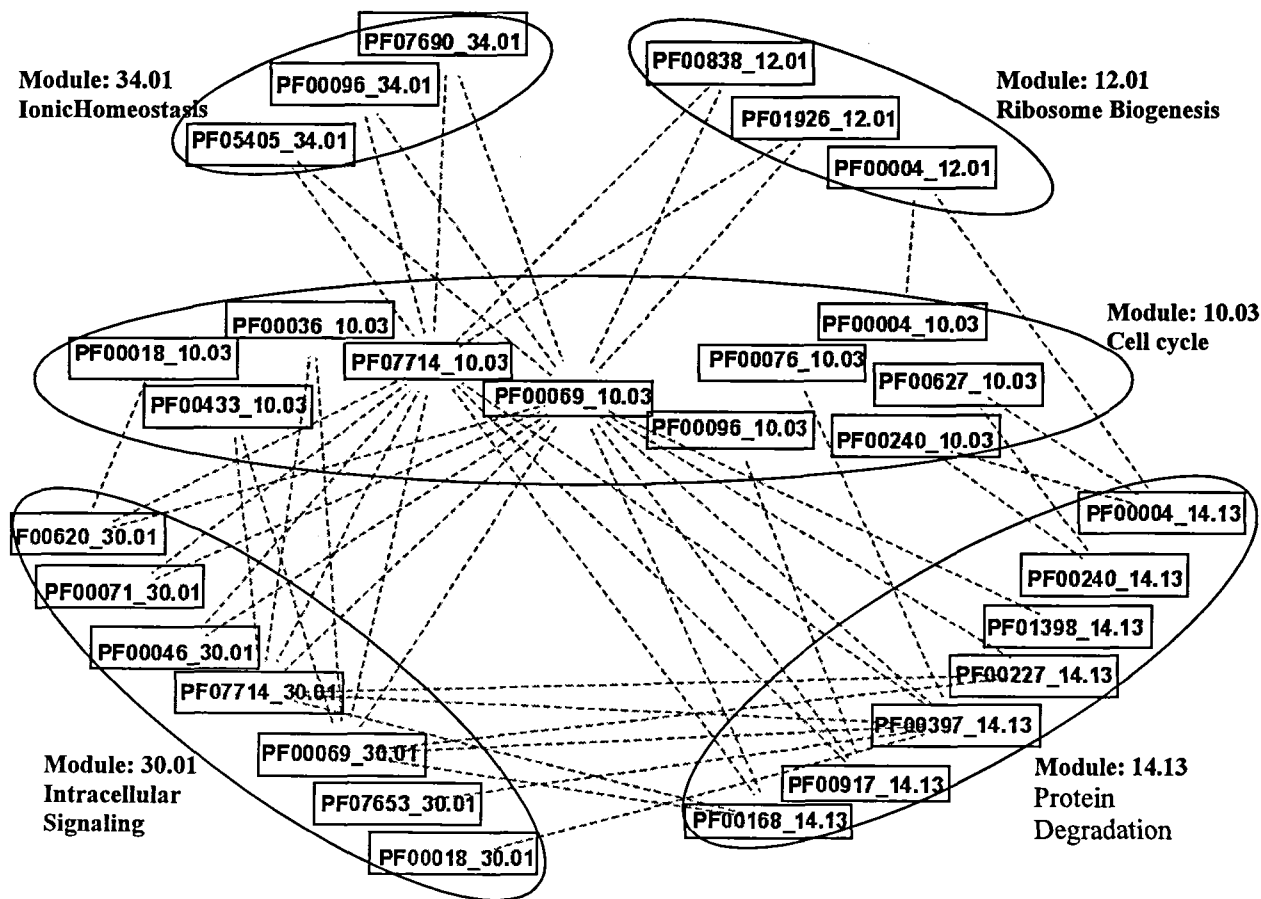 PF07690_34.01
PF00096_34.01
PF05405_34.01
Module: 34.01
IonicHomeostasis
PF00838_12.01
PF01926_12.01
PF00004_12.01
Module: 12.01
Ribosome Biogenesis
PF00036_10.03
PF00018_10.03
PF07714_10.03
PF00433_10.03
PF00069_10.03
PF00004_10.03
PF00076_10.03
PF00627_10.03
PF00096_10.03
PF00240_10.03
Module: 10.03
Cell cycle
F00620_30.01
PF00071_30.01
PF00046_30.01
PF07714_30.01
PF00069_30.01
PF07653_30.01
PF00018_30.01
Module: 30.01
Intracellular
Signaling
PF00004_14.13
PF00240_14.13
PF01398_14.13
PF00227_14.13
PF00397_14.13
PF00917_14.13
PF00168_14.13
Module: 14.13
Protein
Degradation